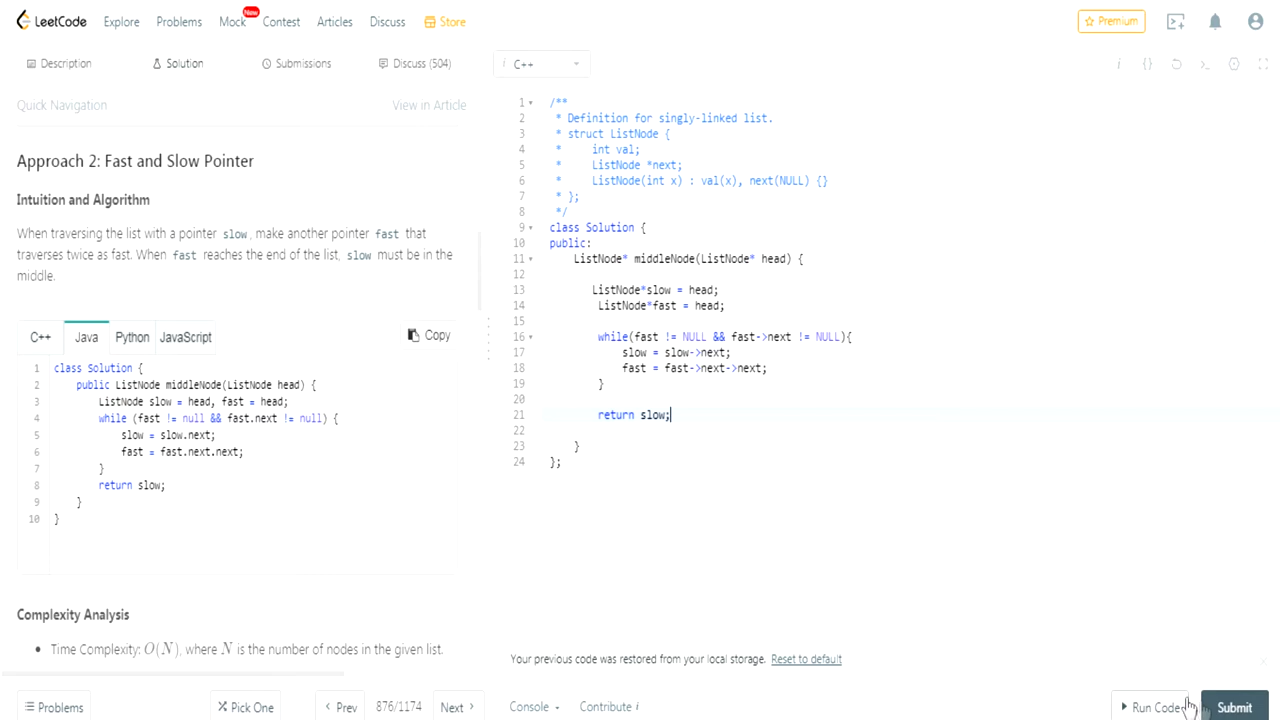 LeetCode Explore Problems Mock New Contest Articles Discuss Store Premium
Description Solution Submissions Discuss (504) i C++
Quick Navigation View in Article
Approach 2: Fast and Slow Pointer
Intuition and Algorithm
When traversing the list with a pointer slow, make another pointer fast that
traverses twice as fast. When fast reaches the end of the list, slow must be in the
middle.
C++ Java Python JavaScript Copy
1 class Solution {
2 public ListNode middleNode(ListNode head) {
3 ListNode slow = head, fast = head;
4 while (fast != null && fast.next != null) {
5 slow = slow.next;
6 fast = fast.next.next;
7 }
8 return slow;
9 }
10 }
Complexity Analysis
• Time Complexity: O(N), where N is the number of nodes in the given list.
1 /**
2 * Definition for singly-linked list.
3 * struct ListNode {
4 * int val;
5 * ListNode *next;
6 * ListNode(int x) : val(x), next(NULL) {}
7 * };
8 */
9 class Solution {
10 public:
11 ListNode* middleNode(ListNode* head) {
12
13 ListNode*slow = head;
14 ListNode*fast = head;
15
16 while(fast != NULL && fast->next != NULL){
17 slow = slow->next;
18 fast = fast->next->next;
19 }
20
21 return slow;
22
23 }
24 };
Your previous code was restored from your local storage. Reset to default
Problems Pick One Prev 876/1174 Next Console Contribute i Run Code Submit